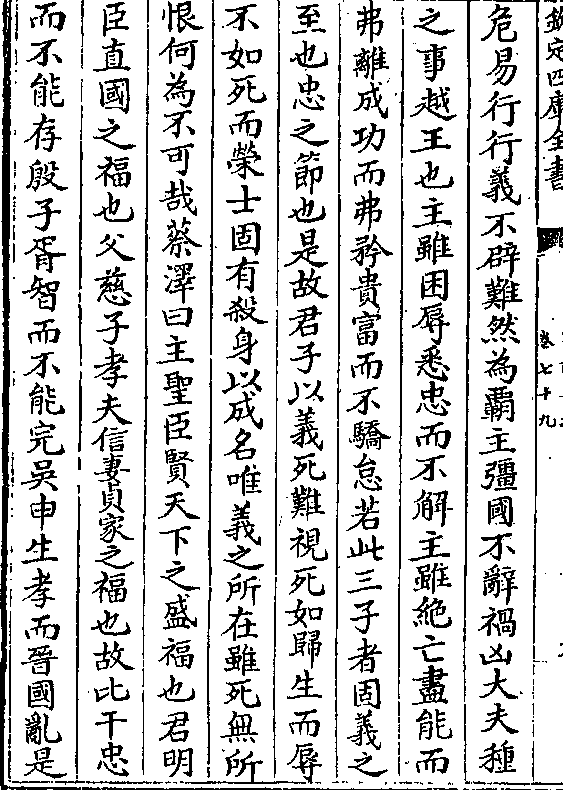 欽定四庫全書
卷七十九
危易行行義不辟難然為覇主彊國不辭禍凶大夫種
之事越王也主雖困辱悉忠而不解主雖絶亡盡能而
弗離成功而弗矜貴富而不驕怠若此三子者固義之
至也忠之節也是故君子以義死難視死如歸生而辱
不如死而榮士固有殺身以成名唯義之所在雖死無所
恨何為不可哉蔡澤曰主聖臣賢天下之盛福也君明
臣直國之福也父慈子孝夫信妻貞家之福也故比干忠
而不能存殷子胥智而不能完吳申生孝而晉國亂是